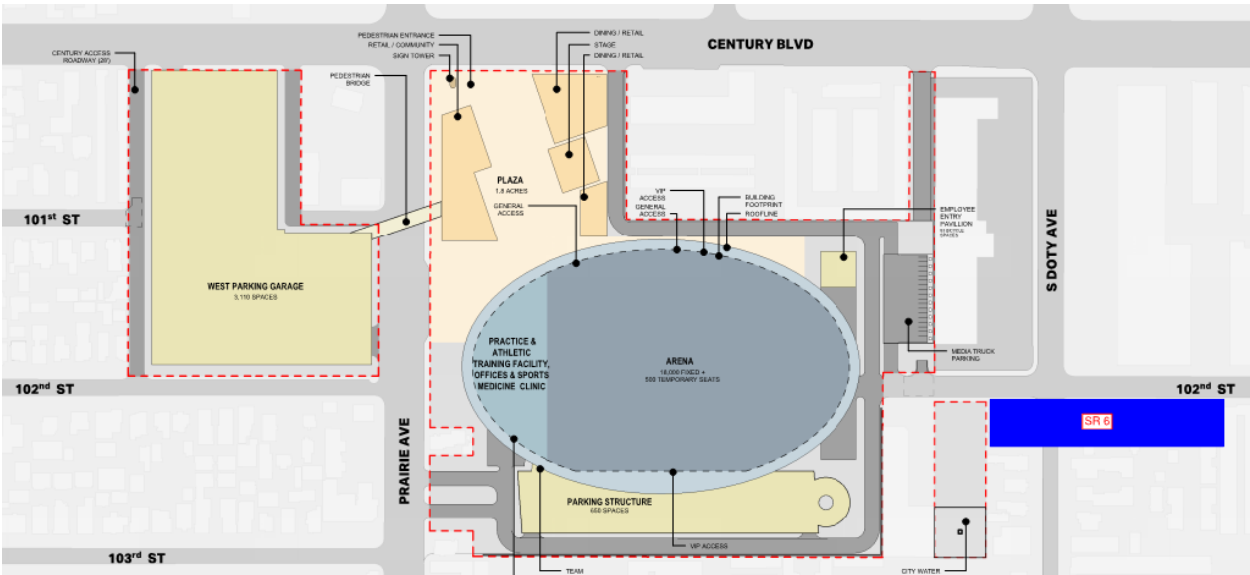 CENTURY BLVD
CENTURY ACCESS
ROADWAY (28')
PEDESTRIAN ENTRANCE
RETAIL / COMMUNITY
SIGN TOWER
PEDESTRIAN
BRIDGE
DINING / RETAIL
STAGE
DINING / RETAIL
PLAZA
1.8 ACRES
GENERAL
ACCESS
VIP
ACCESS
GENERAL
ACCESS
BUILDING
FOOTPRINT
ROOFLINE
EMPLOYEE
ENTRY
PAVILLION
SPACES
101st ST
S DOTY AVE
WEST PARKING GARAGE
3,110 SPACES
PRACTICE &
ATHLETIC
TRAINING FACILITY,
OFFICES & SPORTS
MEDICINE CLINIC
ARENA
18,000 FIXED +
500 TEMPORARY SEATS
MEDIA TRUCK
PARKING
102nd ST
102nd ST
SR 6
PRAIRIE AVE
PARKING STRUCTURE
650 SPACES
VIP ACCESS
103rd ST
TEAM
CITY WATER